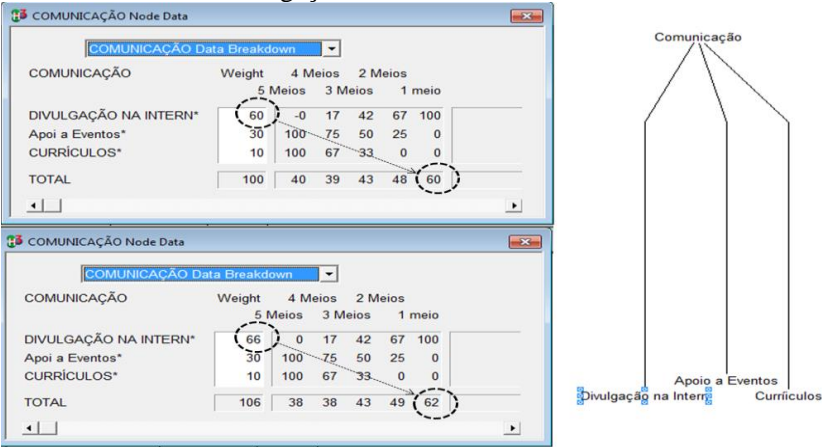 COMUNICAÇÃO Node Data
COMUNICAÇÃO Data Breakdown
COMUNICAÇÃO Weight 4 Meios 2 Meios
5 Meios 3 Meios 1 meio
DIVULGAÇÃO NA INTERN* 60 -0 17 42 67 100
Apoi a Eventos* 30 100 75 50 25 0
CURRÍCULOS* 10 100 67 33 0 0
TOTAL 100 40 39 43 48 60
COMUNICAÇÃO Node Data
COMUNICAÇÃO Data Breakdown
COMUNICAÇÃO Weight 4 Meios 2 Meios
5 Meios 3 Meios 1 meio
DIVULGAÇÃO NA INTERN* 66 0 17 42 67 100
Apoi a Eventos* 30 100 75 50 25 0
CURRÍCULOS* 10 100 67 33 0 0
TOTAL 106 38 38 43 49 62
Comunicação
Apoio a Eventos
Divulgação na Intern Curríiculos